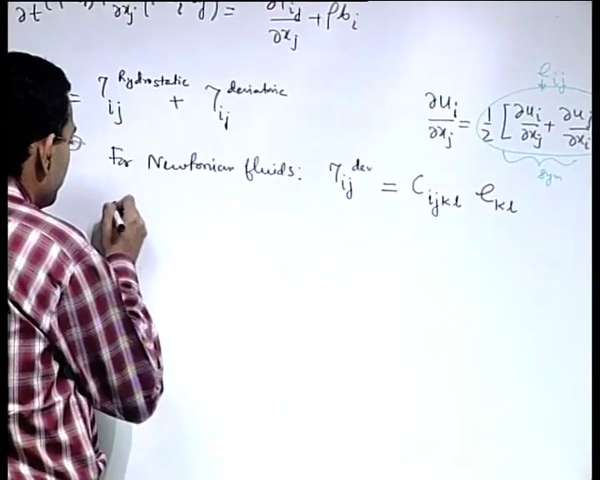 ∂t ∂xⱼ ) = ∂τᵢⱼ/∂xⱼ + ρbᵢ
= τᵢⱼ^hydrostatic + τᵢⱼ^deviatoric
eᵢⱼ
∂uᵢ/∂xⱼ = 1/2 [∂uᵢ/∂xⱼ + ∂uⱼ/∂xᵢ
Sym
For Newtonian fluids: τᵢⱼ^dev = Cᵢⱼₖₗ eₖₗ